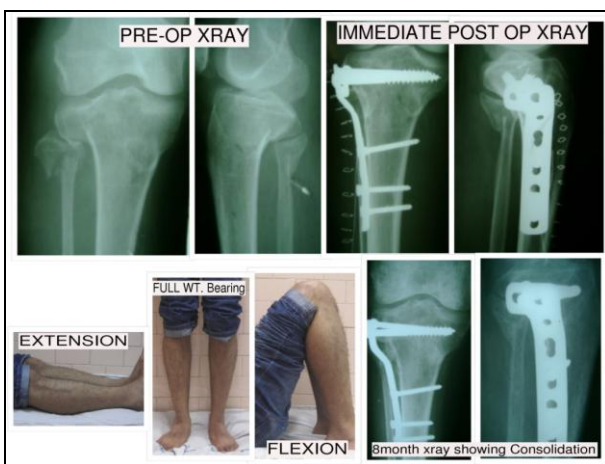 PRE-OP XRAY
IMMEDIATE POST OP XRAY
EXTENSION
FULL WT. Bearing
FLEXION
8month xray showing Consolidation